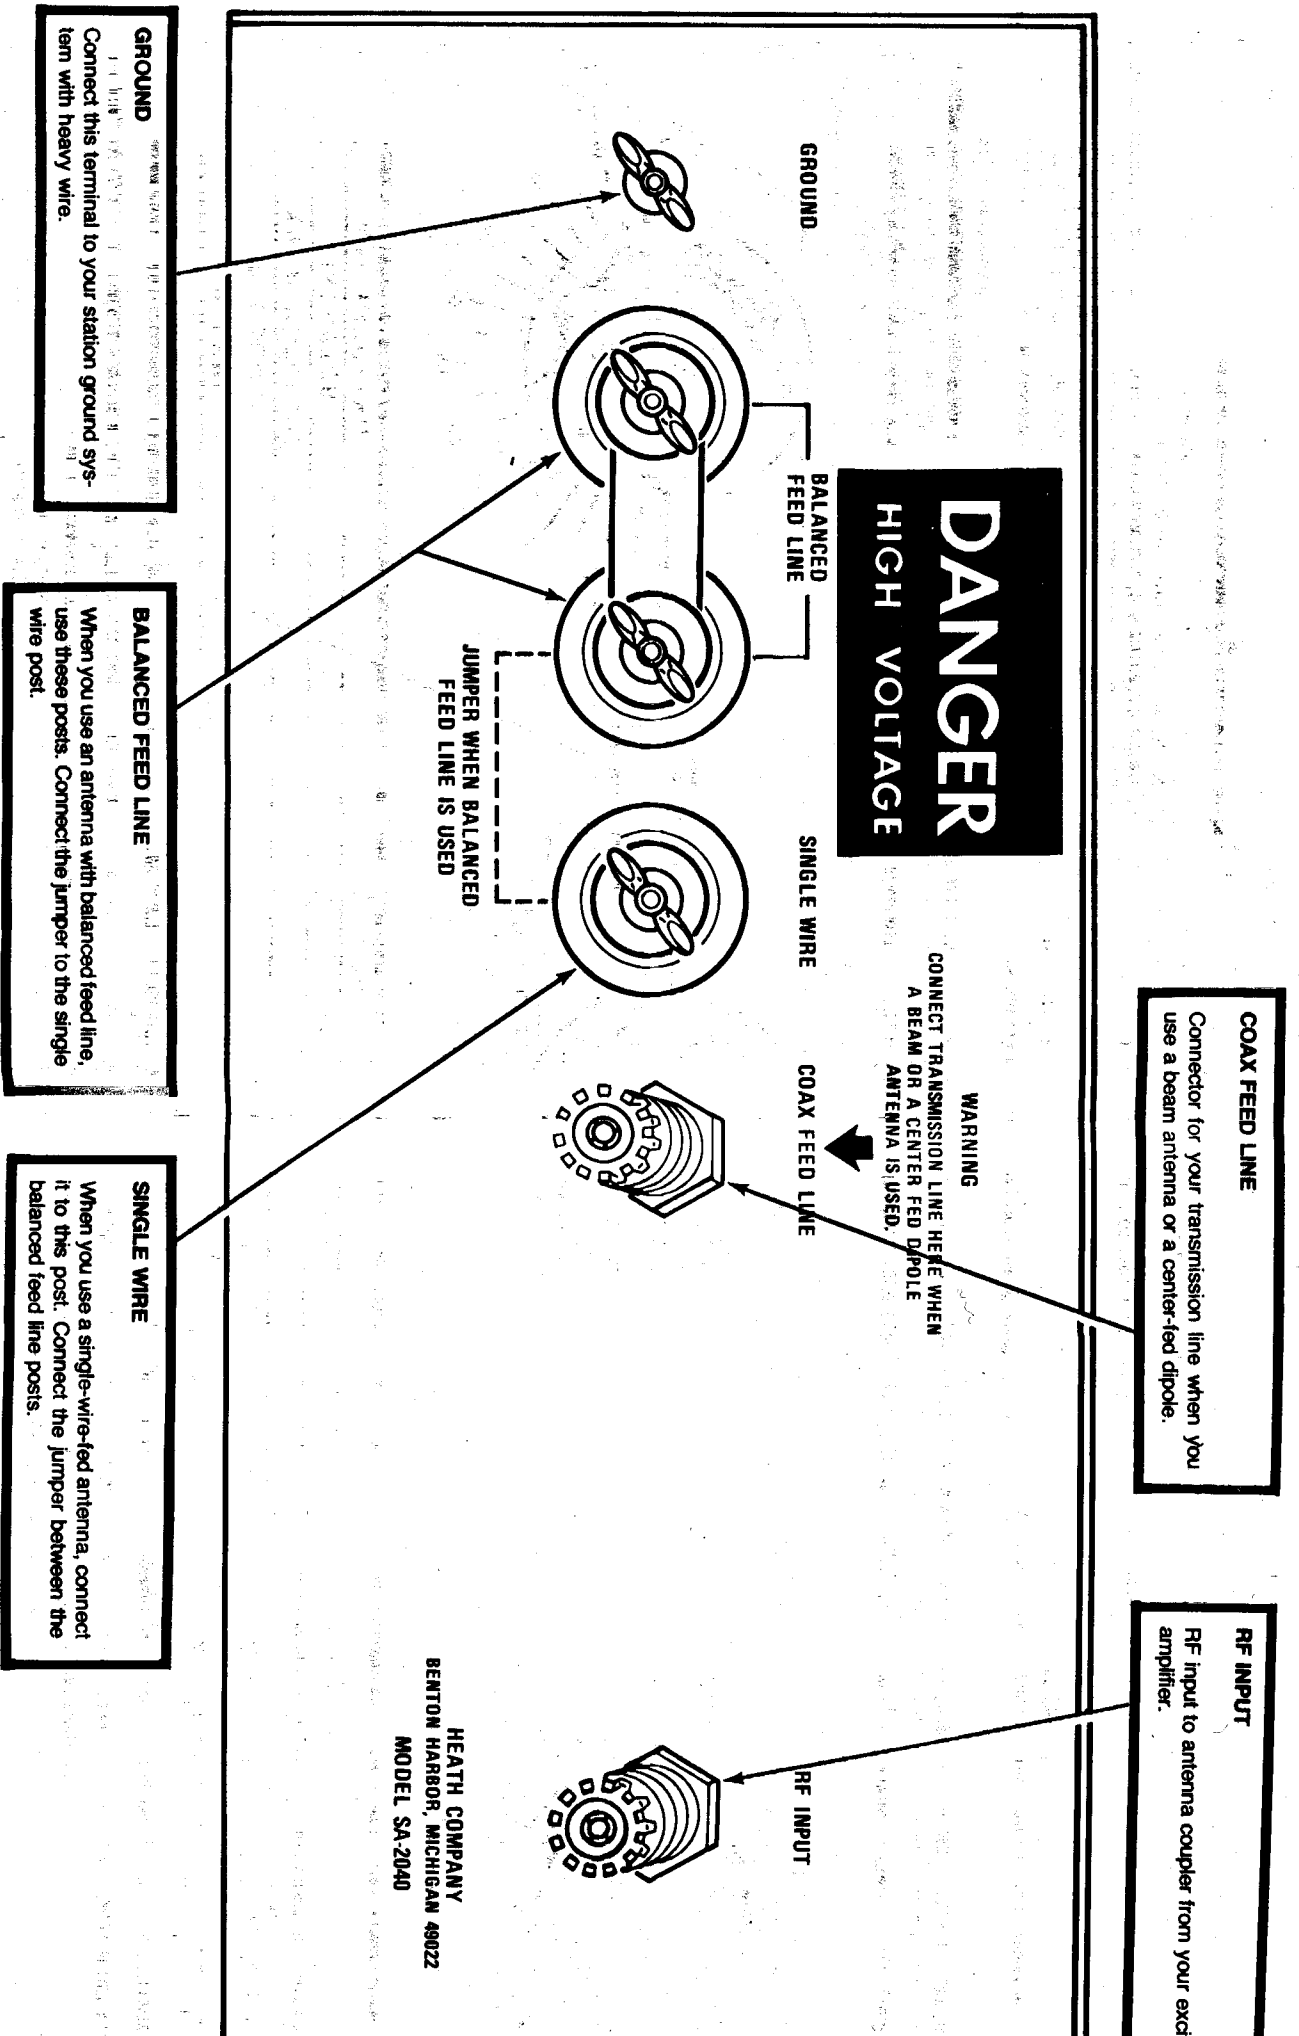 COAX FEED LINE
Connector for your transmission line when you
use a beam antenna or a center-fed dipole.
RF INPUT
RF input to antenna coupler from your
amplifier.
DANGER
HIGH VOLTAGE
WARNING
CONNECT TRANSMISSION LINE HERE WHEN
A BEAM OR A CENTER FED DIPOLE
ANTENNA IS USED.
GROUND
BALANCED
FEED LINE
SINGLE WIRE
COAX FEED LINE
RF INPUT
JUMPER WHEN BALANCED
FEED LINE IS USED
HEATH COMPANY
BENTON HARBOR, MICHIGAN 49022
MODEL SA-2040
GROUND
Connect this terminal to your station ground sys-
tem with heavy wire.
BALANCED FEED LINE
When you use an antenna with balanced feed line,
use these posts. Connect the jumper to the single
wire post.
SINGLE WIRE
When you use a single-wire-fed antenna, connect
it to this post. Connect the jumper between the
balanced feed line posts.